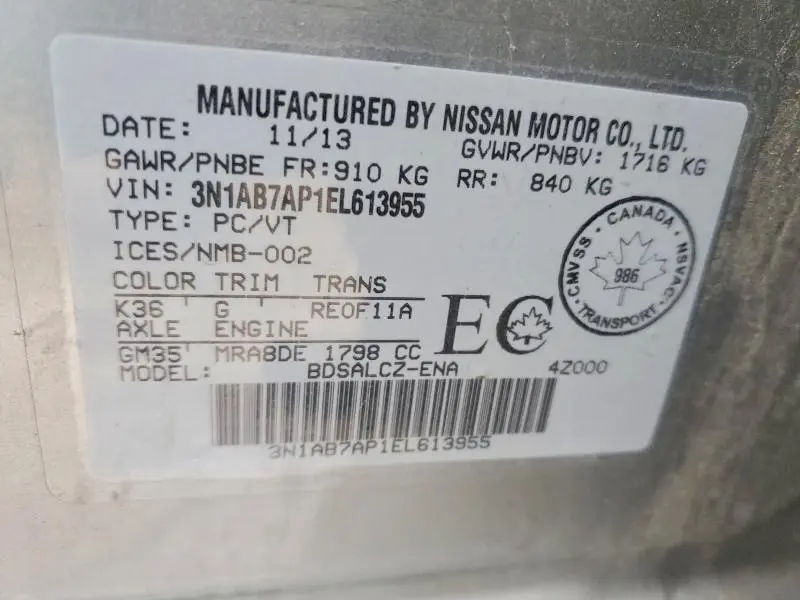 MANUFACTURED BY NISSAN MOTOR CO., LTD.
DATE: 11/13 GVWR/PNBV: 1716 KG
GAWR/PNBE FR:910 KG RR: 840 KG
VIN: 3N1AB7AP1EL613955
TYPE: PC/VT
ICES/NMB-002
COLOR TRIM TRANS
K36 ' G ' RE0F11A
AXLE ENGINE
GM35' MRA8DE 1798 CC
MODEL: BDSALCZ-ENA 4Z000
3N1AB7AP1EL613955
EC
CANADA
CMVSS · NSVAC
986
TRANSPORT